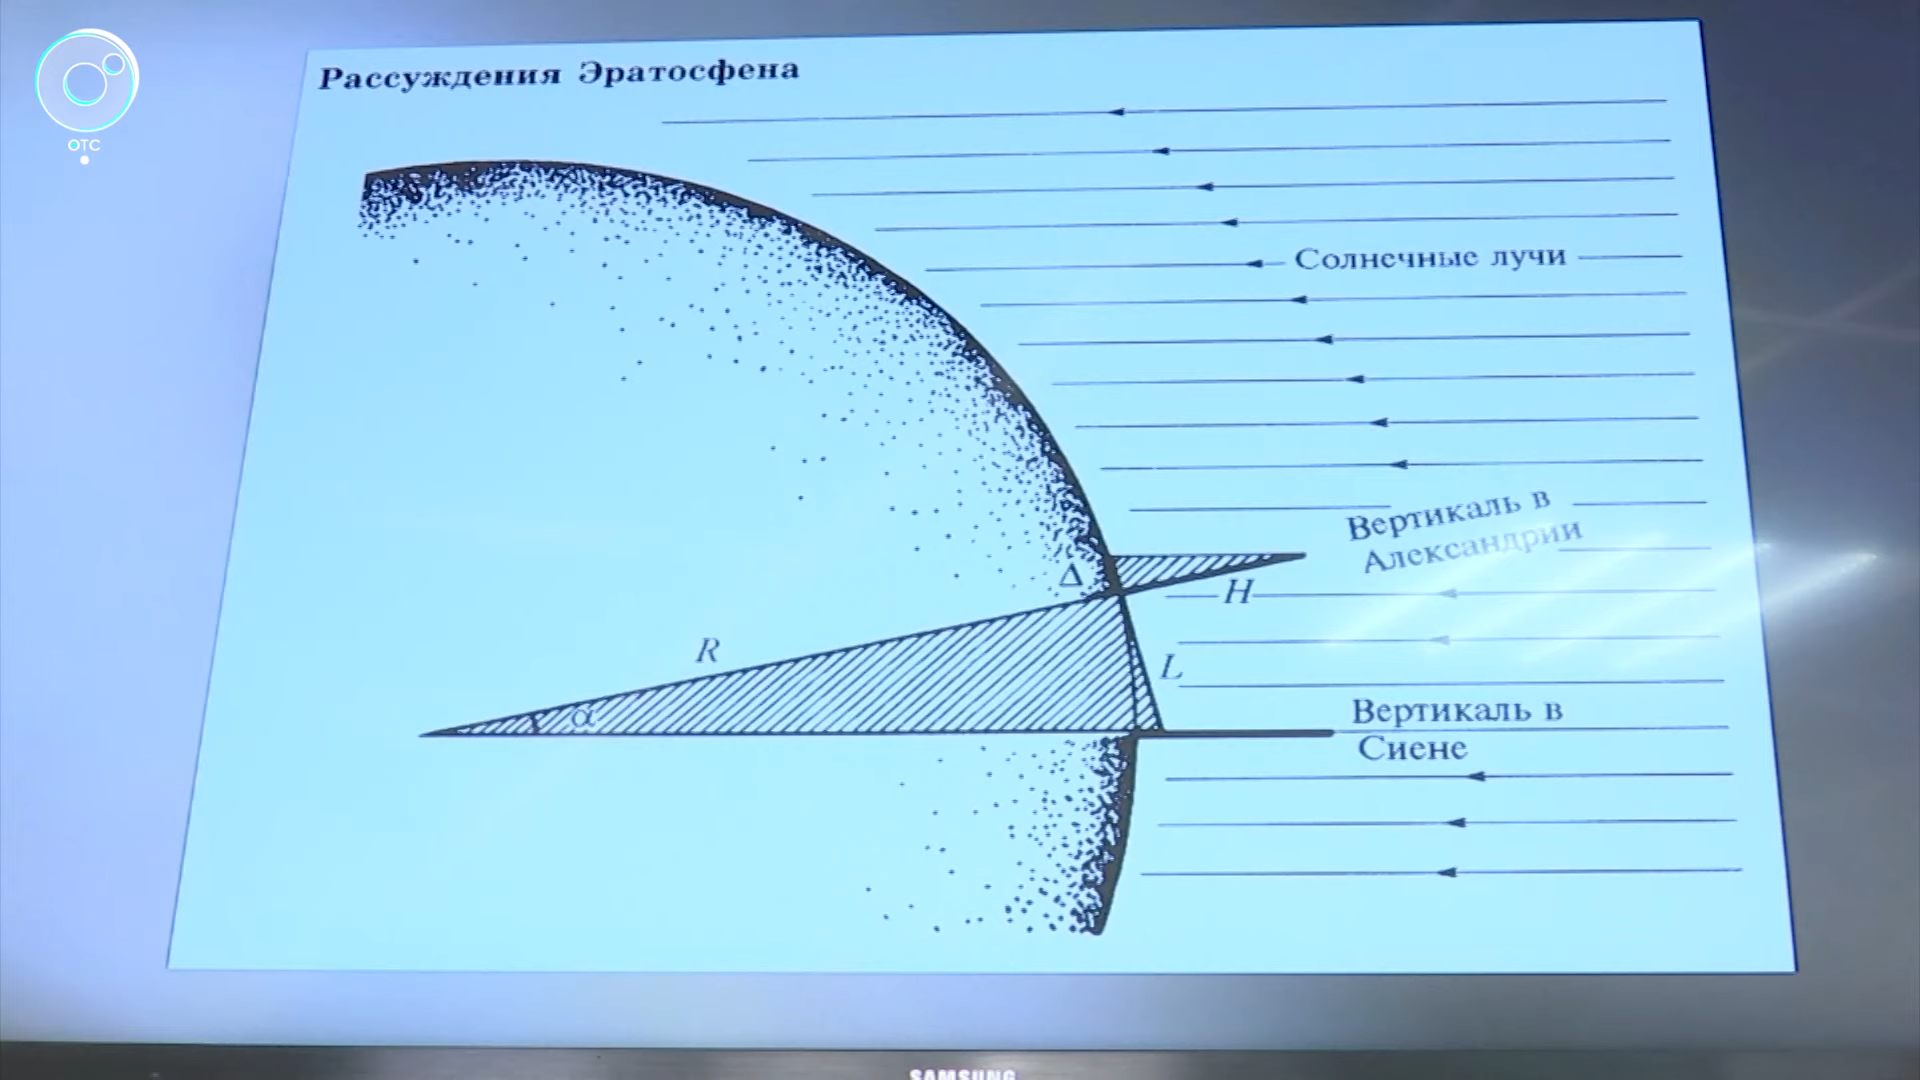 ОТС
Рассуждения Эратосфена
Солнечные лучи
Вертикаль в
Александрии
Δ
H
R
L
α
Вертикаль в
Сиене
SAMSUNG